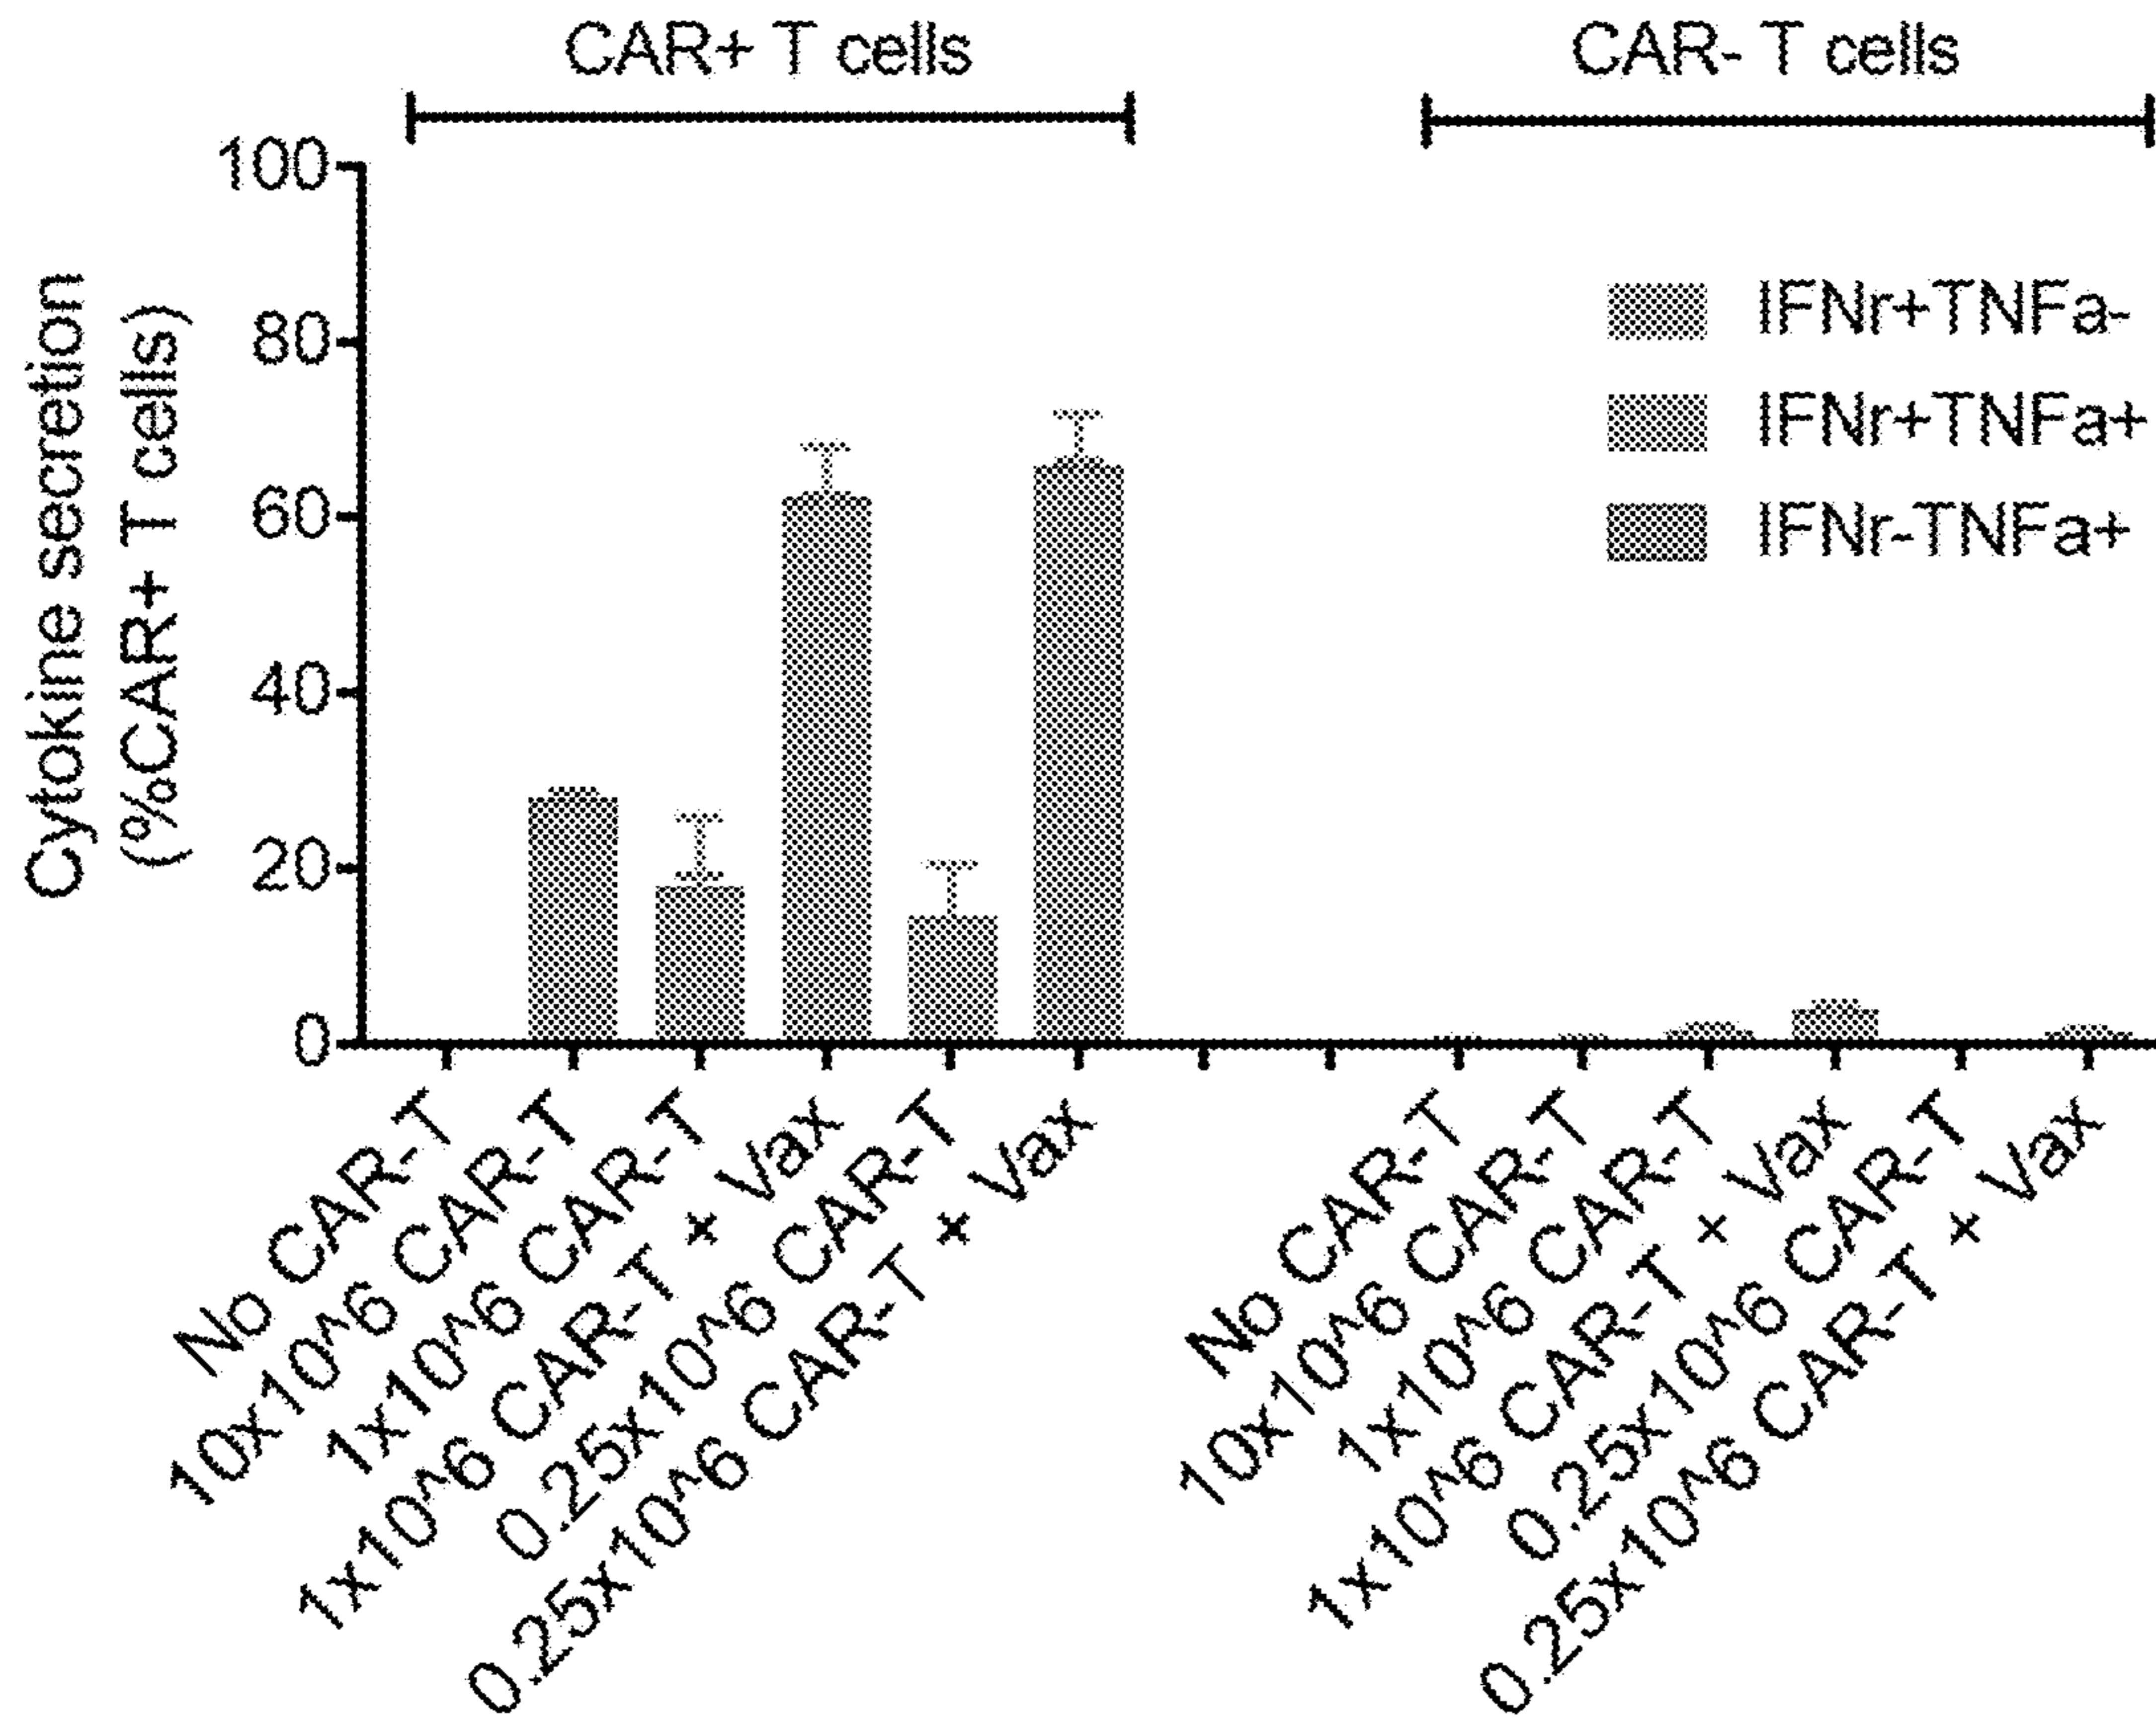 CAR+ T cells
CAR- T cells
Cytokine secretion
(%CAR+ T cells)
100
80
60
40
20
0
IFNr+TNFa-
IFNr+TNFa+
IFNr-TNFa+
No CAR-T
10x10^6 CAR-T
1x10^6 CAR-T
1x10^6 CAR-T + Vax
0.25x10^6 CAR-T
0.25x10^6 CAR-T + Vax
No CAR-T
10x10^6 CAR-T
1x10^6 CAR-T
1x10^6 CAR-T + Vax
0.25x10^6 CAR-T
0.25x10^6 CAR-T + Vax